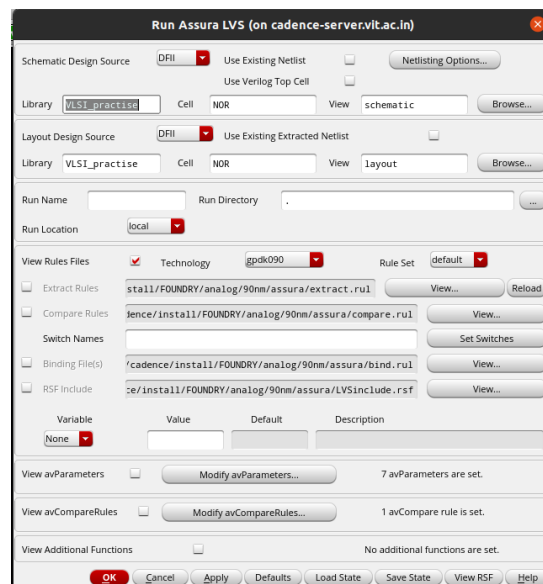 Run Assura LVS (on cadence-server.vit.ac.in)
Schematic Design Source DFII Use Existing Netlist Netlisting Options...
Use Verilog Top Cell
Library VLSI_practise Cell NOR View schematic Browse...
Layout Design Source DFII Use Existing Extracted Netlist
Library VLSI_practise Cell NOR View layout Browse...
Run Name Run Directory . ...
Run Location local
View Rules Files Technology gpdk090 Rule Set default
Extract Rules stall/FOUNDRY/analog/90nm/assura/extract.rul View... Reload
Compare Rules dence/install/FOUNDRY/analog/90nm/assura/compare.rul View...
Switch Names Set Switches
Binding File(s) /cadence/install/FOUNDRY/analog/90nm/assura/bind.rul View...
RSF Include ce/install/FOUNDRY/analog/90nm/assura/LVSinclude.rsf View...
Variable Value Default Description
None
View avParameters Modify avParameters... 7 avParameters are set.
View avCompareRules Modify avCompareRules... 1 avCompare rule is set.
View Additional Functions No additional functions are set.
OK Cancel Apply Defaults Load State Save State View RSF Help